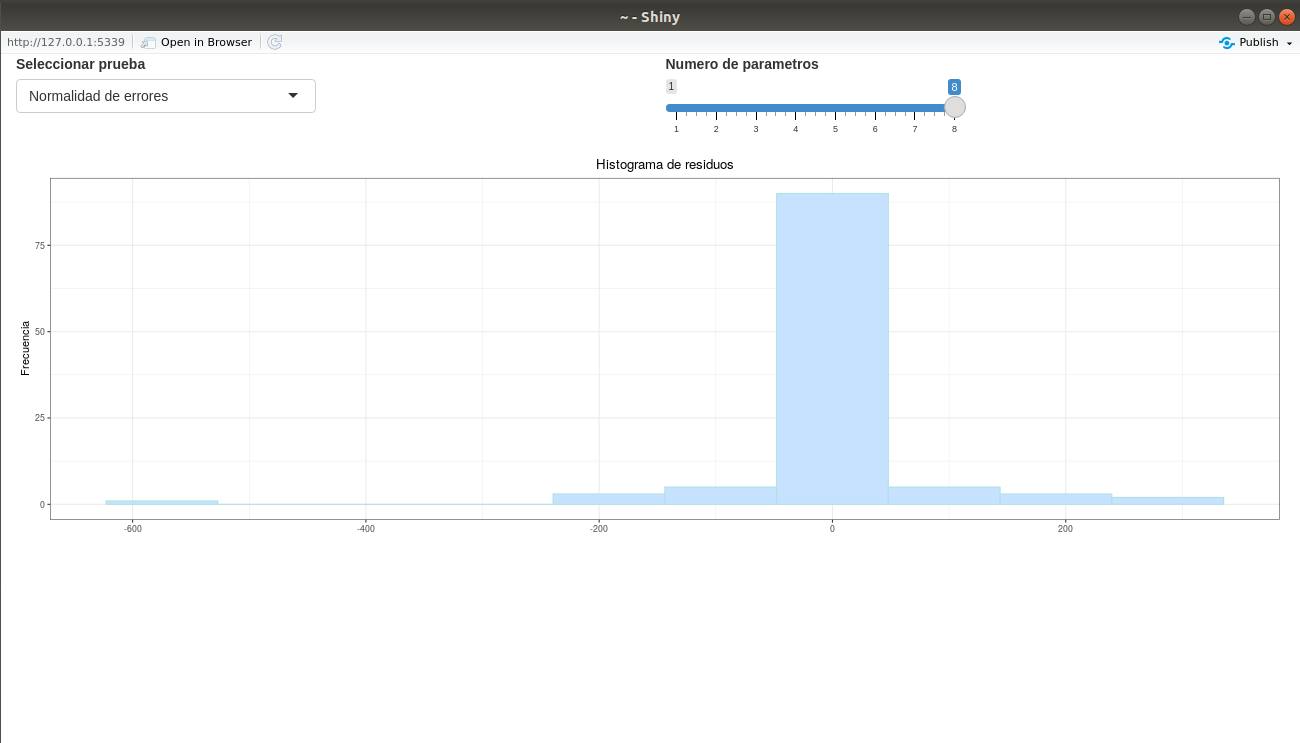 ~ - Shiny
http://127.0.0.1:5339 Open in Browser Publish
Seleccionar prueba
Normalidad de errores
Numero de parametros
1 8
1 2 3 4 5 6 7 8
Histograma de residuos
Frecuencia
75
50
25
0
-600 -400 -200 0 200